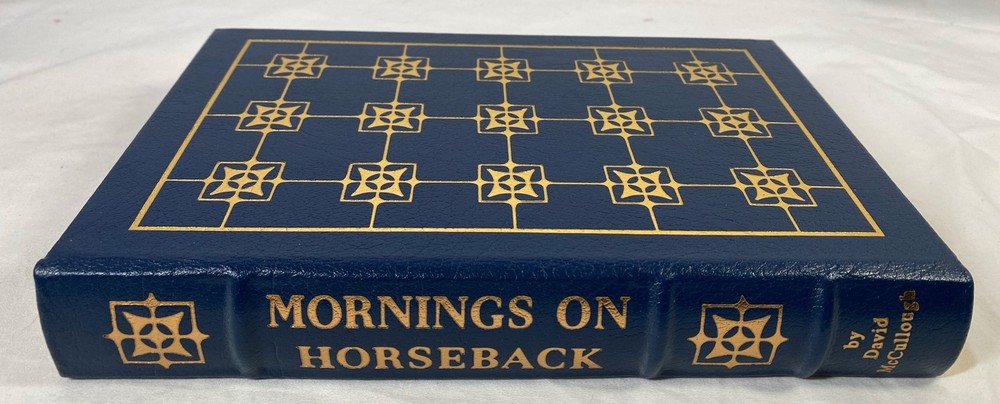 MORNINGS ON
HORSEBACK
by
David
McCullough